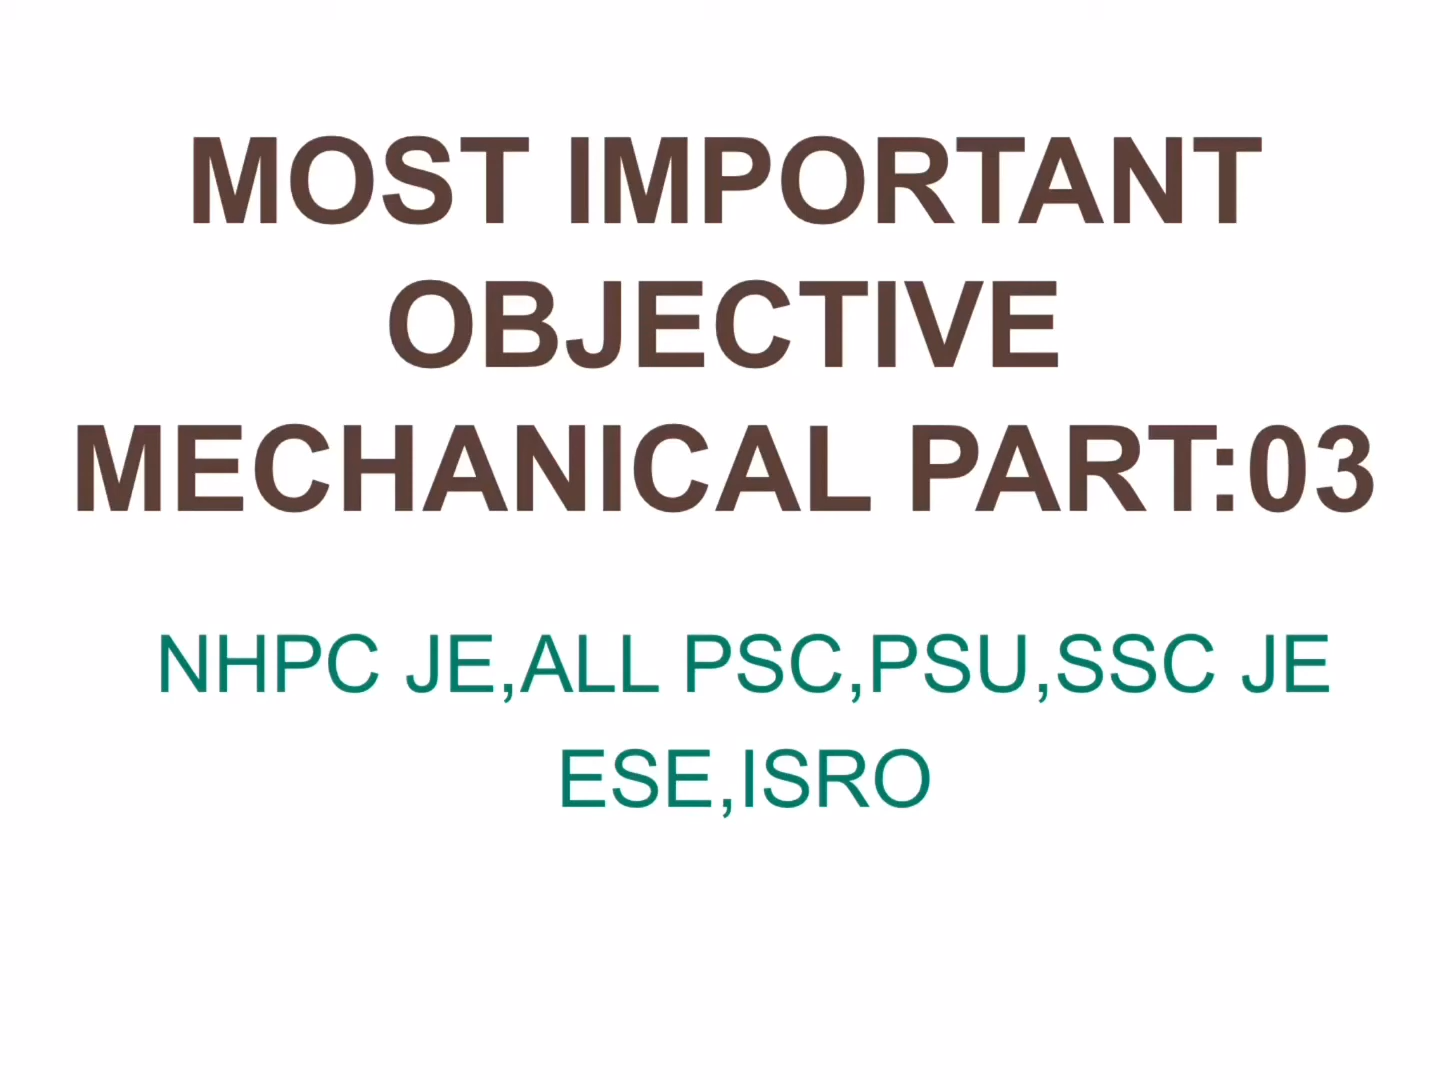 MOST IMPORTANT
OBJECTIVE
MECHANICAL PART:03
NHPC JE,ALL PSC,PSU,SSC JE
ESE,ISRO